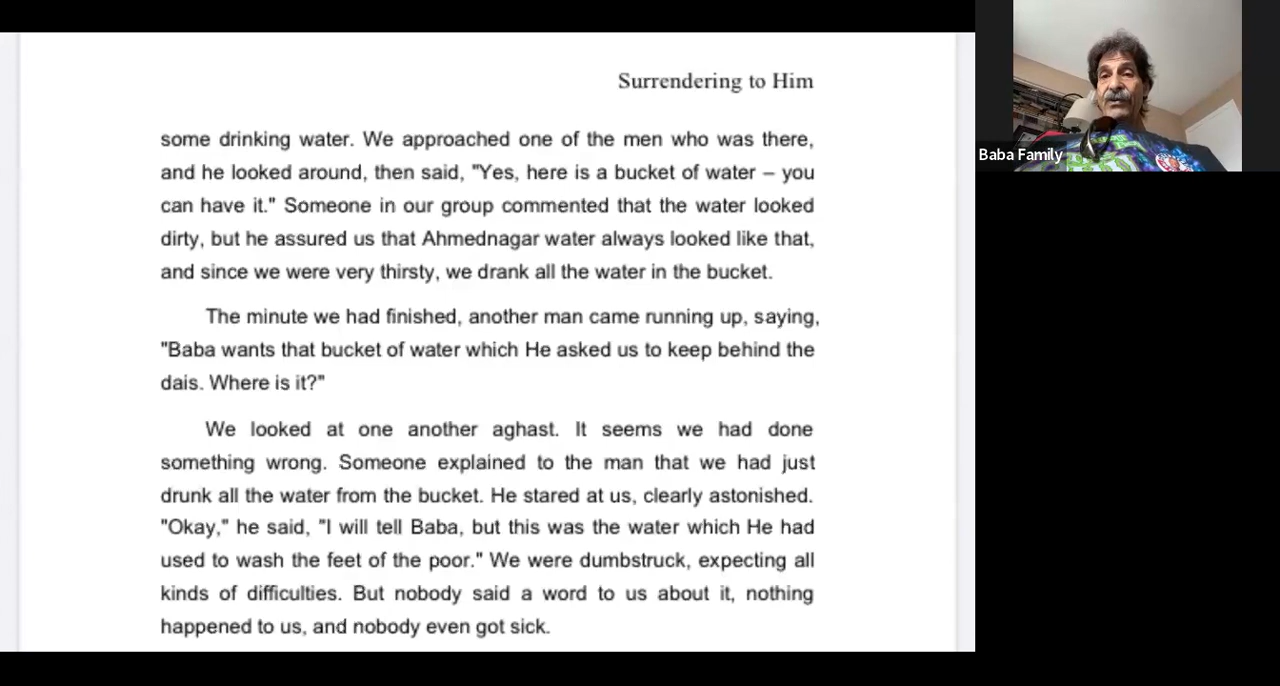 Surrendering to Him
some drinking water. We approached one of the men who was there,
and he looked around, then said, "Yes, here is a bucket of water – you
can have it." Someone in our group commented that the water looked
dirty, but he assured us that Ahmednagar water always looked like that,
and since we were very thirsty, we drank all the water in the bucket.
The minute we had finished, another man came running up, saying,
"Baba wants that bucket of water which He asked us to keep behind the
dais. Where is it?"
We looked at one another aghast. It seems we had done
something wrong. Someone explained to the man that we had just
drunk all the water from the bucket. He stared at us, clearly astonished.
"Okay," he said, "I will tell Baba, but this was the water which He had
used to wash the feet of the poor." We were dumbstruck, expecting all
kinds of difficulties. But nobody said a word to us about it, nothing
happened to us, and nobody even got sick.
Baba Family